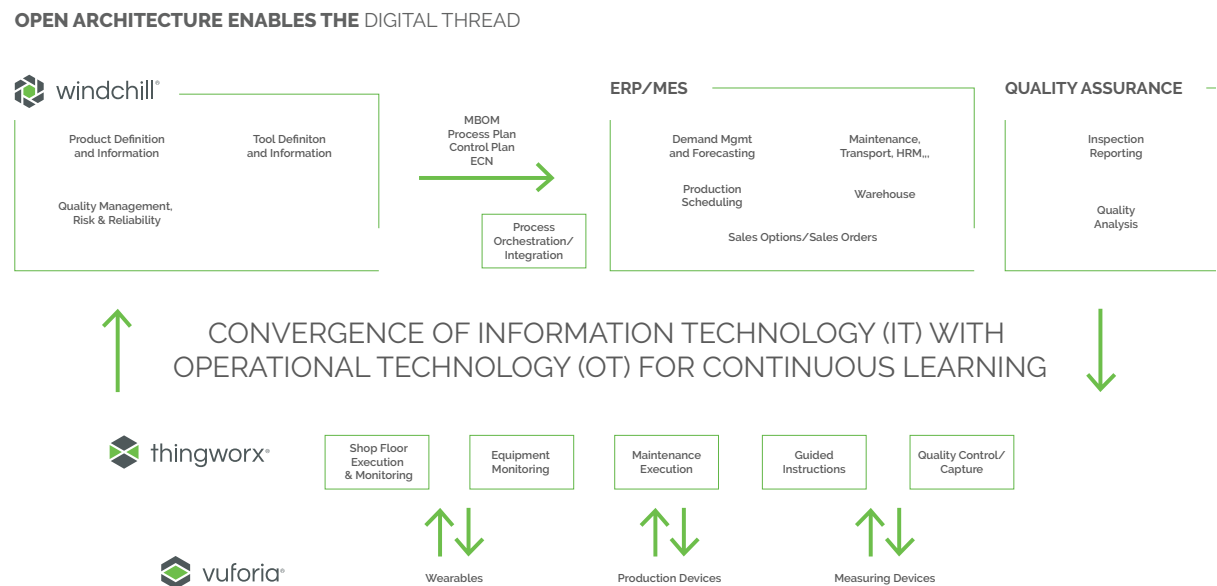 OPEN ARCHITECTURE ENABLES THE DIGITAL THREAD
windchill®
Product Definition
and Information
Tool Definiton
and Information
Quality Management,
Risk & Reliability
MBOM
Process Plan
Control Plan
ECN
Process
Orchestration/
Integration
ERP/MES
Demand Mgmt
and Forecasting
Maintenance,
Transport, HRM,,,
Production
Scheduling
Warehouse
Sales Options/Sales Orders
QUALITY ASSURANCE
Inspection
Reporting
Quality
Analysis
CONVERGENCE OF INFORMATION TECHNOLOGY (IT) WITH
OPERATIONAL TECHNOLOGY (OT) FOR CONTINUOUS LEARNING
thingworx®
Shop Floor
Execution
& Monitoring
Equipment
Monitoring
Maintenance
Execution
Guided
Instructions
Quality Control/
Capture
vuforia®
Wearables
Production Devices
Measuring Devices